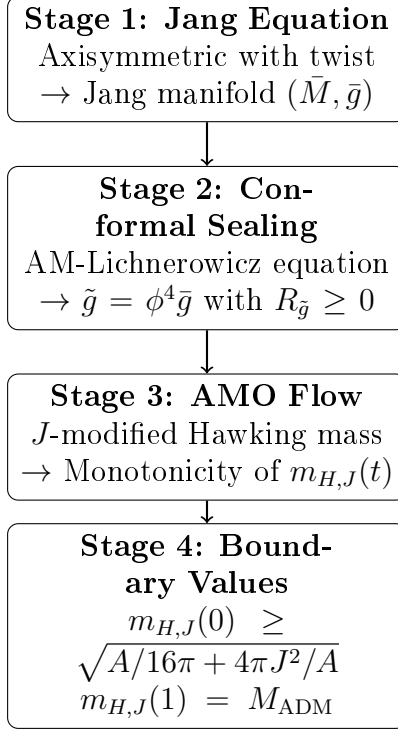 Stage 1: Jang Equation
Axisymmetric with twist
→ Jang manifold (M̄, ḡ)
Stage 2: Con-
formal Sealing
AM-Lichnerowicz equation
→ g̃ = ϕ⁴ḡ with R_g̃ ≥ 0
Stage 3: AMO Flow
J-modified Hawking mass
→ Monotonicity of m_{H,J}(t)
Stage 4: Bound-
ary Values
m_{H,J}(0) ≥
√(A/16π + 4πJ²/A)
m_{H,J}(1) = M_ADM